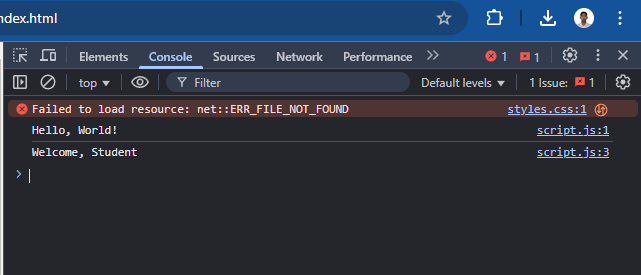 ndex.html
Elements Console Sources Network Performance 1 1
top Filter Default levels 1 Issue: 1
Failed to load resource: net::ERR_FILE_NOT_FOUND styles.css:1
Hello, World! script.js:1
Welcome, Student script.js:3